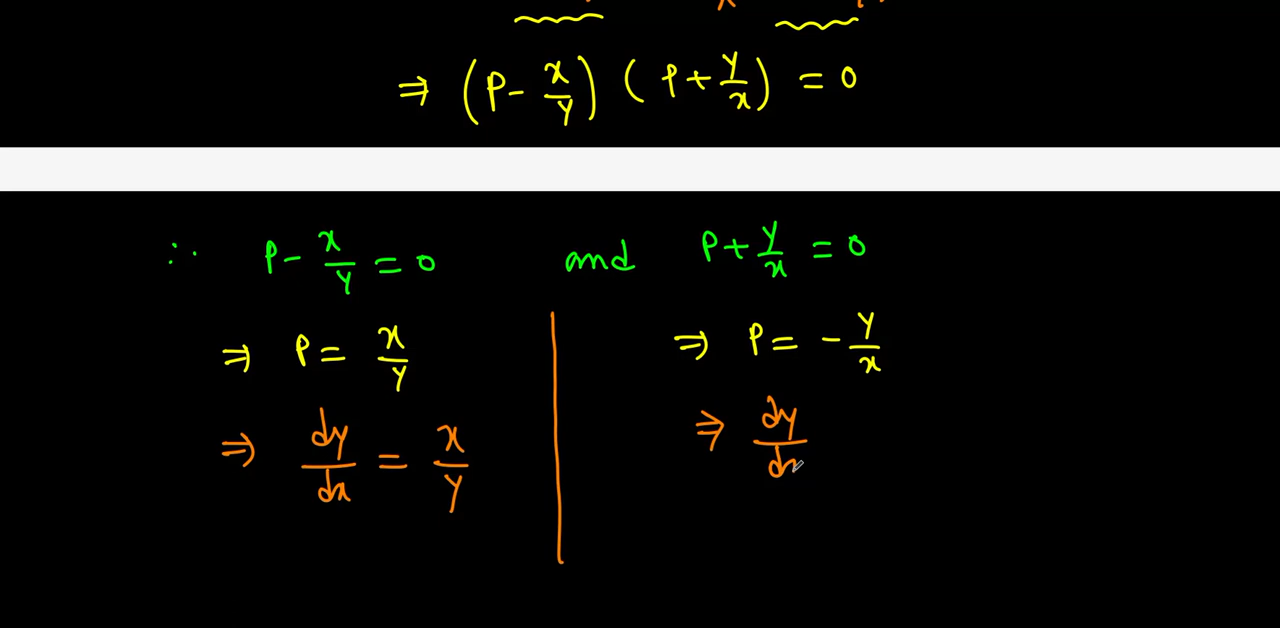 ⇒ (P - x/y) (P + y/x) = 0
∴ P - x/y = 0 and P + y/x = 0
⇒ P = x/y ⇒ P = - y/x
⇒ dy/dx = x/y ⇒ dy/dx